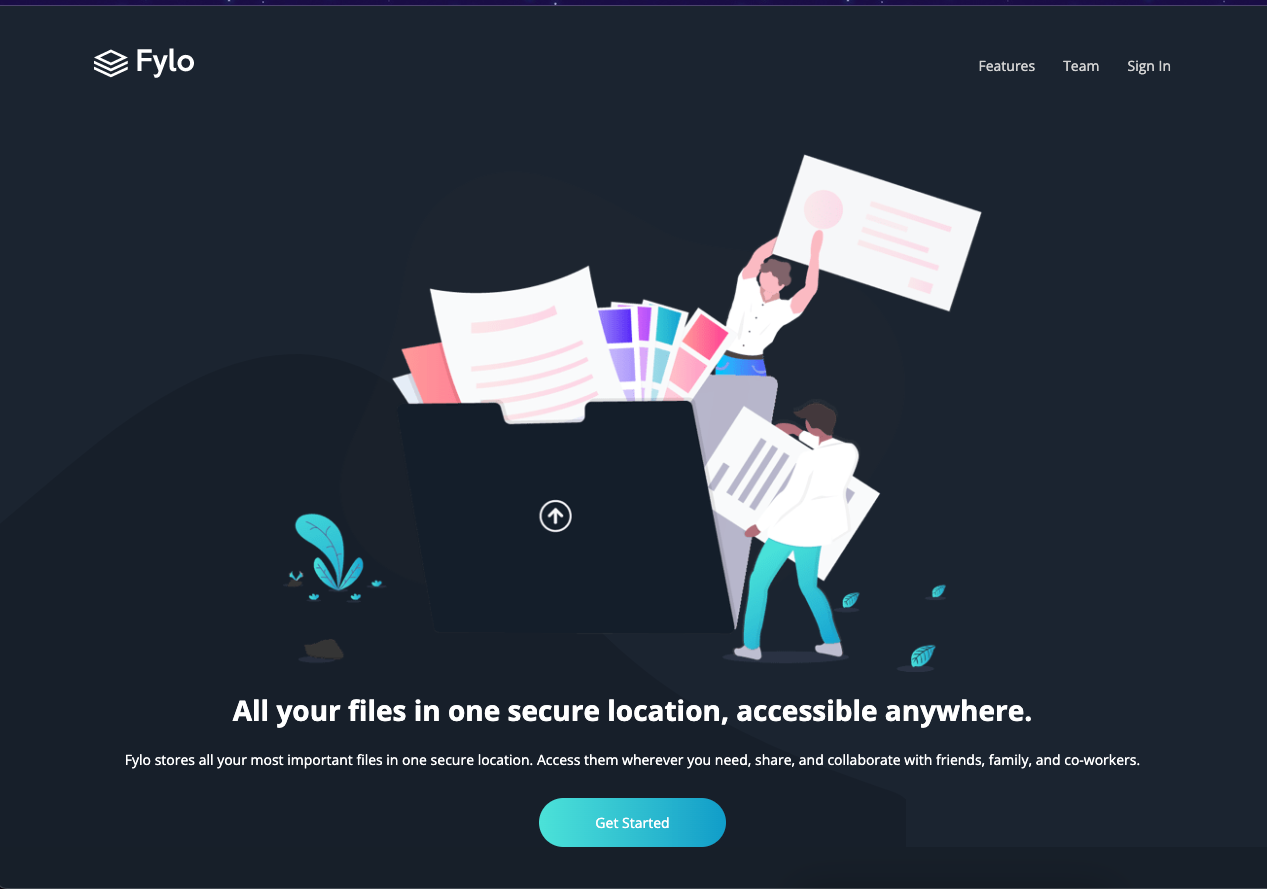 Fylo
Features
Team
Sign In
All your files in one secure location, accessible anywhere.
Fylo stores all your most important files in one secure location. Access them wherever you need, share, and collaborate with friends, family, and co-workers.
Get Started